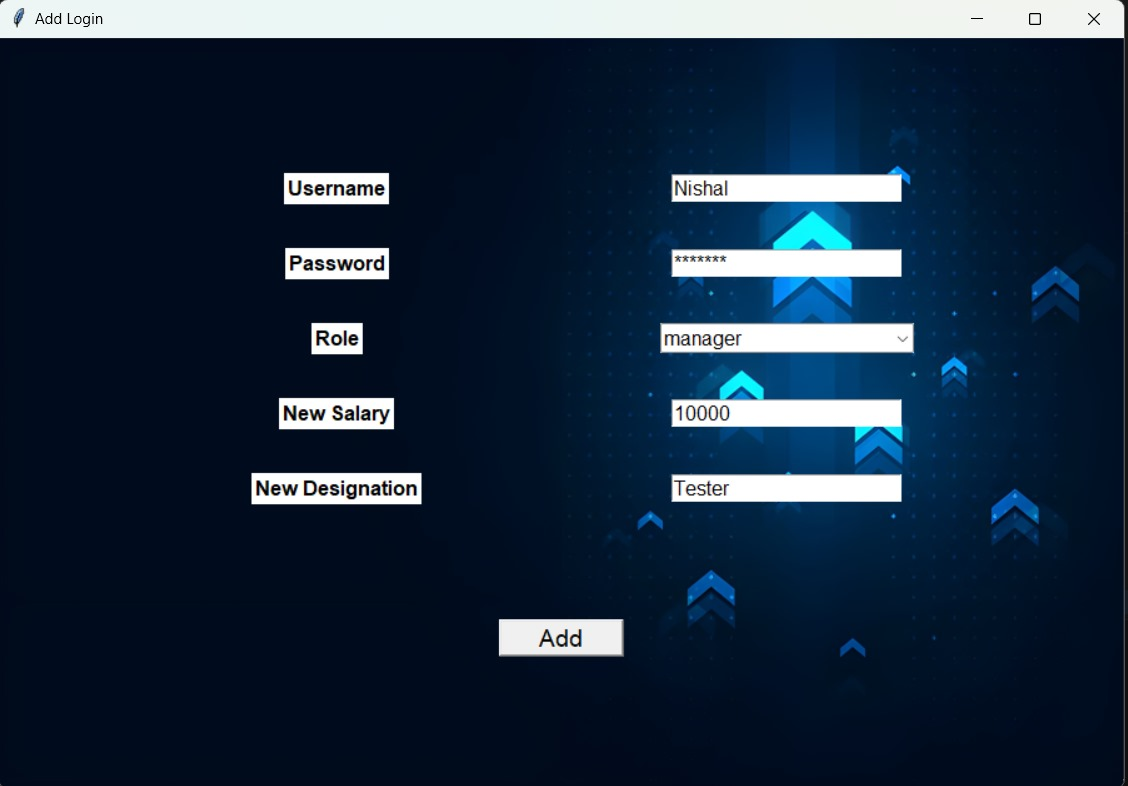 Add Login
Username Nishal
Password *******
Role manager
New Salary 10000
New Designation Tester
Add